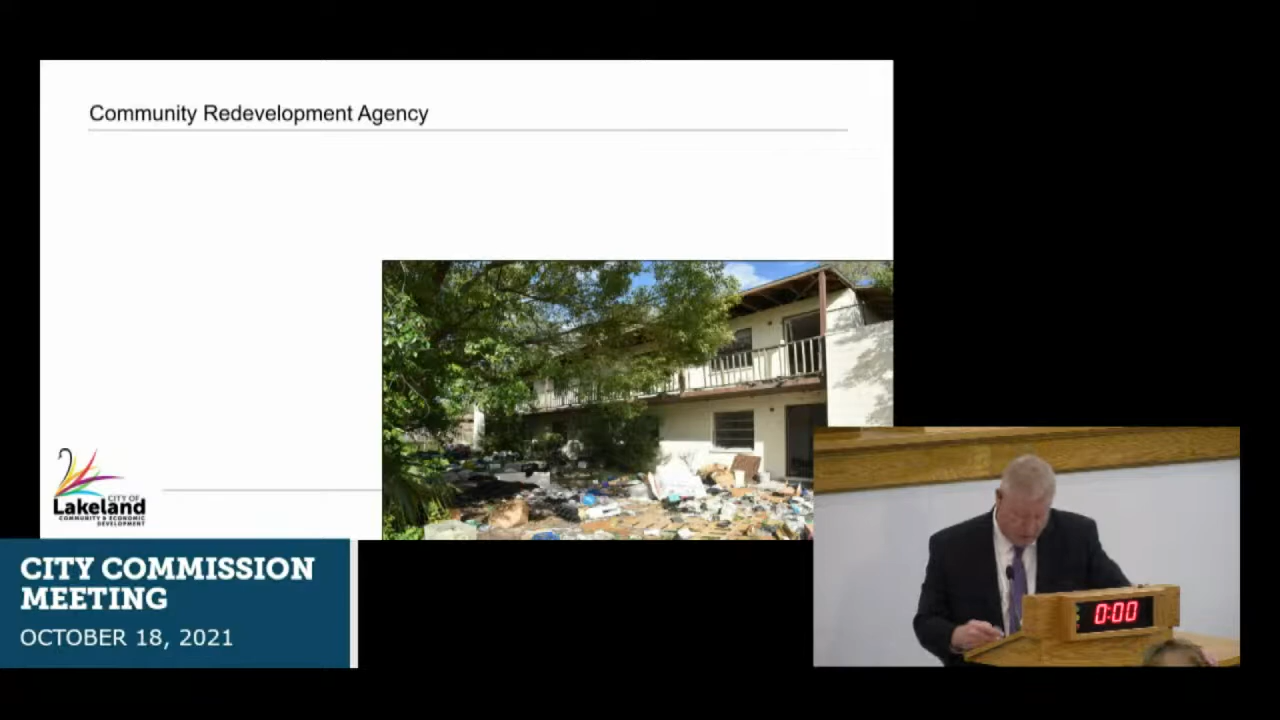 Community Redevelopment Agency
CITY OF
Lakeland
COMMUNITY & ECONOMIC
DEVELOPMENT
CITY COMMISSION
MEETING
OCTOBER 18, 2021
0:00